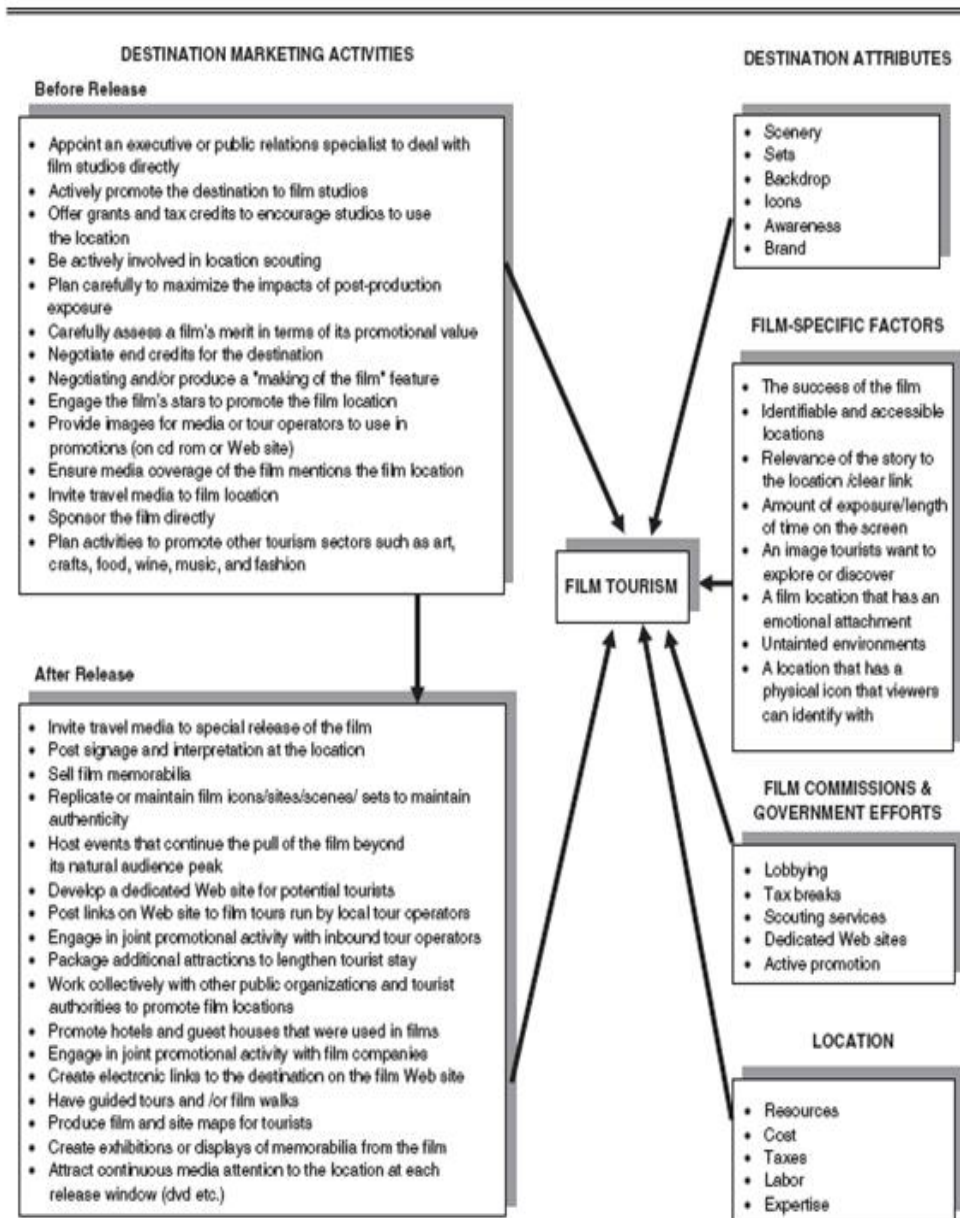 DESTINATION MARKETING ACTIVITIES
Before Release
• Appoint an executive or public relations specialist to deal with
film studios directly
• Actively promote the destination to film studios
• Offer grants and tax credits to encourage studios to use
the location
• Be actively involved in location scouting
• Plan carefully to maximize the impacts of post-production
exposure
• Carefully assess a film's merit in terms of its promotional value
• Negotiate end credits for the destination
• Negotiating and/or produce a "making of the film" feature
• Engage the film's stars to promote the film location
• Provide images for media or tour operators to use in
promotions (on cd rom or Web site)
• Ensure media coverage of the film mentions the film location
• Invite travel media to film location
• Sponsor the film directly
• Plan activities to promote other tourism sectors such as art,
crafts, food, wine, music, and fashion
After Release
• Invite travel media to special release of the film
• Post signage and interpretation at the location
• Sell film memorabilia
• Replicate or maintain film icons/sites/scenes/ sets to maintain
authenticity
• Host events that continue the pull of the film beyond
its natural audience peak
• Develop a dedicated Web site for potential tourists
• Post links on Web site to film tours run by local tour operators
• Engage in joint promotional activity with inbound tour operators
• Package additional attractions to lengthen tourist stay
• Work collectively with other public organizations and tourist
authorities to promote film locations
• Promote hotels and guest houses that were used in films
• Engage in joint promotional activity with film companies
• Create electronic links to the destination on the film Web site
• Have guided tours and /or film walks
• Produce film and site maps for tourists
• Create exhibitions or displays of memorabilia from the film
• Attract continuous media attention to the location at each
release window (dvd etc.)
FILM TOURISM
DESTINATION ATTRIBUTES
• Scenery
• Sets
• Backdrop
• Icons
• Awareness
• Brand
FILM-SPECIFIC FACTORS
• The success of the film
• Identifiable and accessible
locations
• Relevance of the story to
the location /clear link
• Amount of exposure/length
of time on the screen
• An image tourists want to
explore or discover
• A film location that has an
emotional attachment
• Untainted environments
• A location that has a
physical icon that viewers
can identify with
FILM COMMISSIONS &
GOVERNMENT EFFORTS
• Lobbying
• Tax breaks
• Scouting services
• Dedicated Web sites
• Active promotion
LOCATION
• Resources
• Cost
• Taxes
• Labor
• Expertise